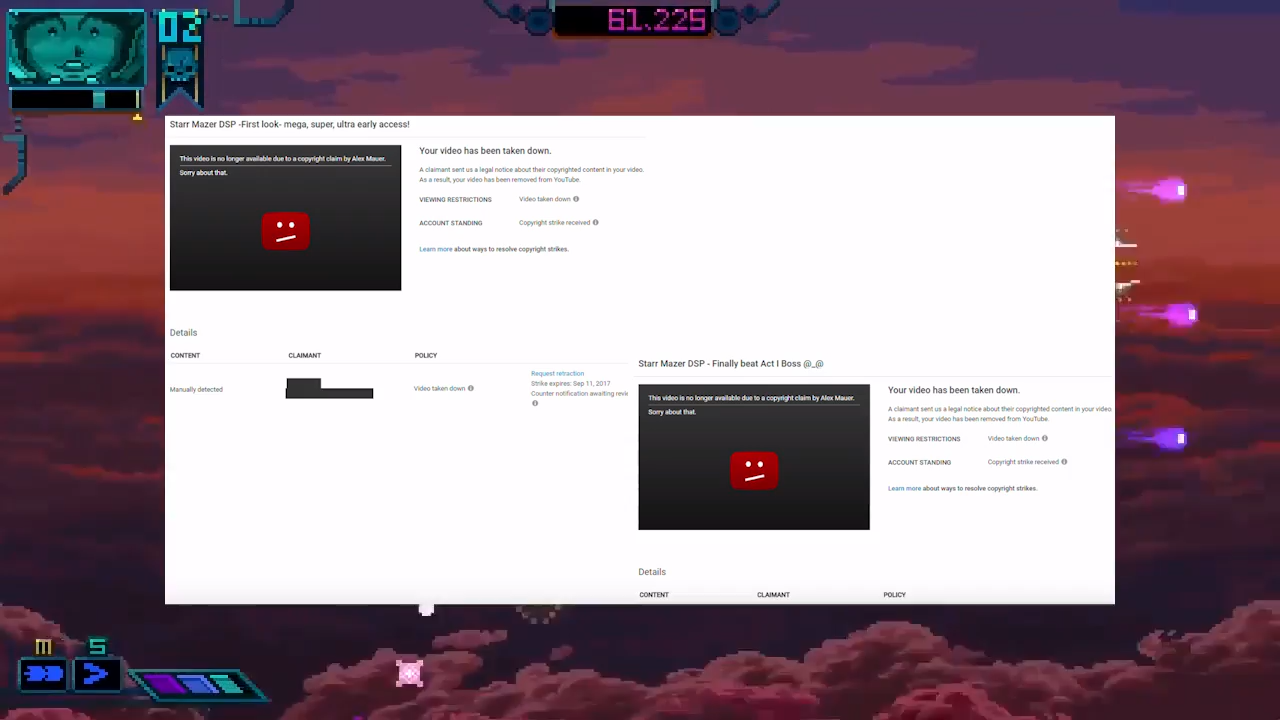 02
61.225
Starr Mazer DSP -First look- mega, super, ultra early access!
This video is no longer available due to a copyright claim by Alex Mauer.
Sorry about that.
Your video has been taken down.
A claimant sent us a legal notice about their copyrighted content in your video.
As a result, your video has been removed from YouTube.
VIEWING RESTRICTIONS Video taken down
ACCOUNT STANDING Copyright strike received
Learn more about ways to resolve copyright strikes.
Details
CONTENT CLAIMANT POLICY
Manually detected Video taken down
Request retraction
Strike expires: Sep 11, 2017
Counter notification awaiting revie
Starr Mazer DSP - Finally beat Act I Boss @_@
This video is no longer available due to a copyright claim by Alex Mauer.
Sorry about that.
Your video has been taken down.
A claimant sent us a legal notice about their copyrighted content in your video.
As a result, your video has been removed from YouTube.
VIEWING RESTRICTIONS Video taken down
ACCOUNT STANDING Copyright strike received
Learn more about ways to resolve copyright strikes.
Details
CONTENT CLAIMANT POLICY
M S